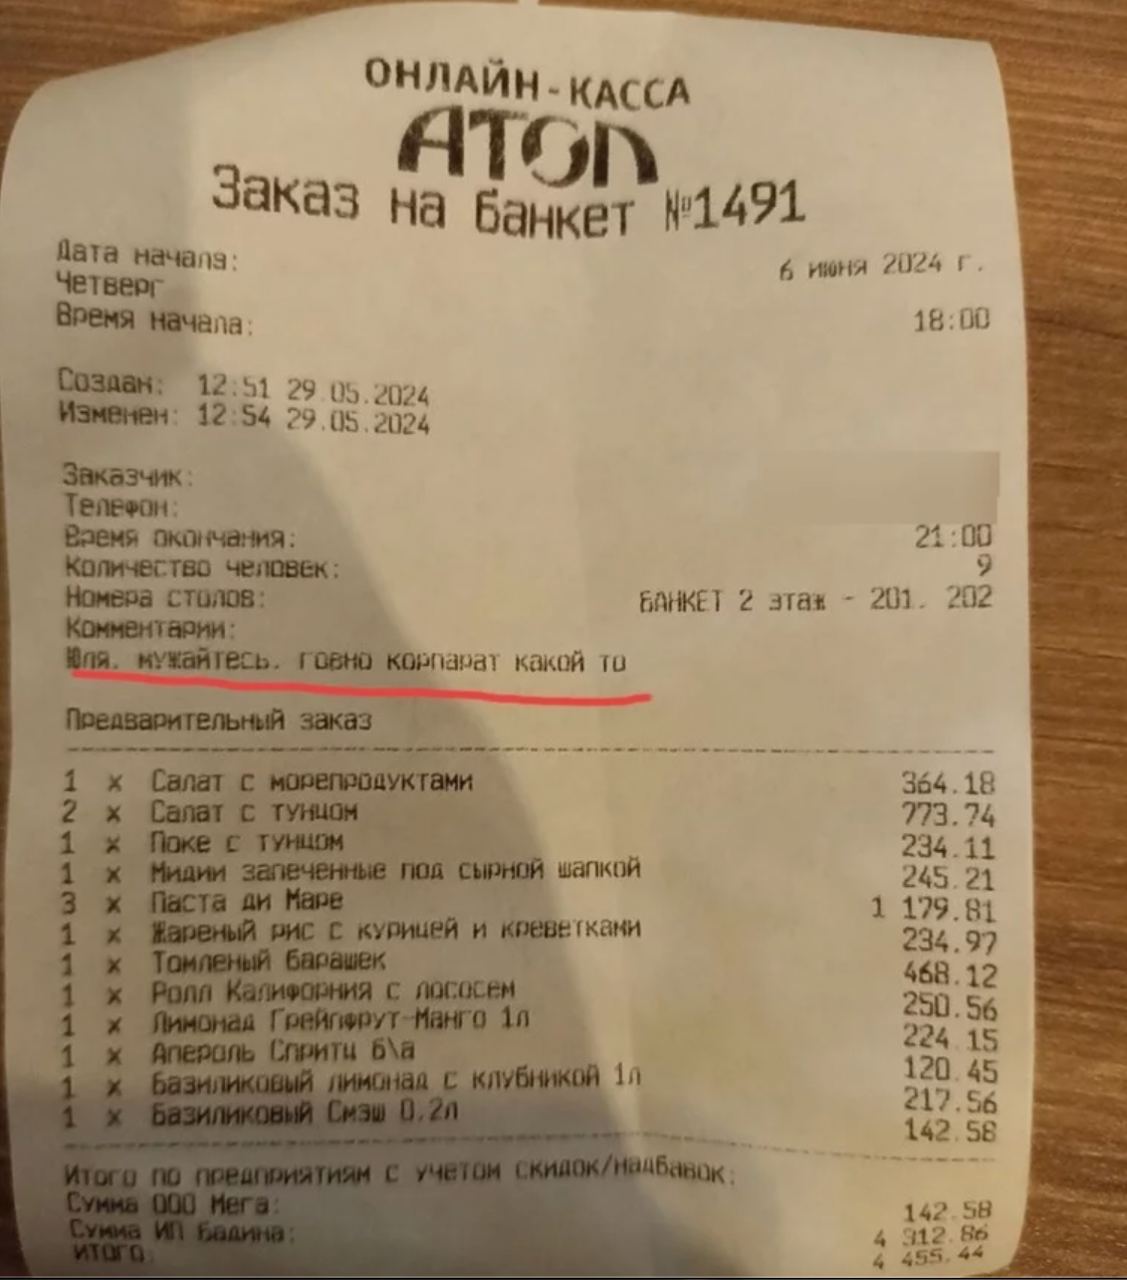 ОНЛАЙН-КАССА
АТОЛ
Заказ на банкет №1491
Дата начала: 6 июня 2024 г.
Четверг
Время начала: 18:00
Создан: 12:51 29.05.2024
Изменен: 12:54 29.05.2024
Заказчик:
Телефон:
Время окончания: 21:00
Количество человек: 9
Номера столов: БАНКЕТ 2 этаж - 201, 202
Комментарии:
Юля, мужайтесь, говно корпарат какой то
Предварительный заказ
1 x Салат с морепродуктами 364.18
2 x Салат с тунцом 773.74
1 x Поке с тунцом 234.11
1 x Мидии запеченные под сырной шапкой 245.21
3 x Паста ди Маре 1 179.81
1 x Жареный рис с курицей и креветками 234.97
1 x Томленый барашек 468.12
1 x Ролл Калифорния с лососем 250.56
1 x Лимонад Грейпфрут-Манго 1л 224.15
1 x Апероль Сприти б\а 120.45
1 x Базиликовый лимонад с клубникой 1л 217.56
1 x Базиликовый Смэш 0,2л 142.58
Итого по предприятиям с учетом скидок/надбавок:
Сумма ООО Мега: 142.58
Сумма ИП Бадина: 4 312.86
ИТОГО: 4 455.44